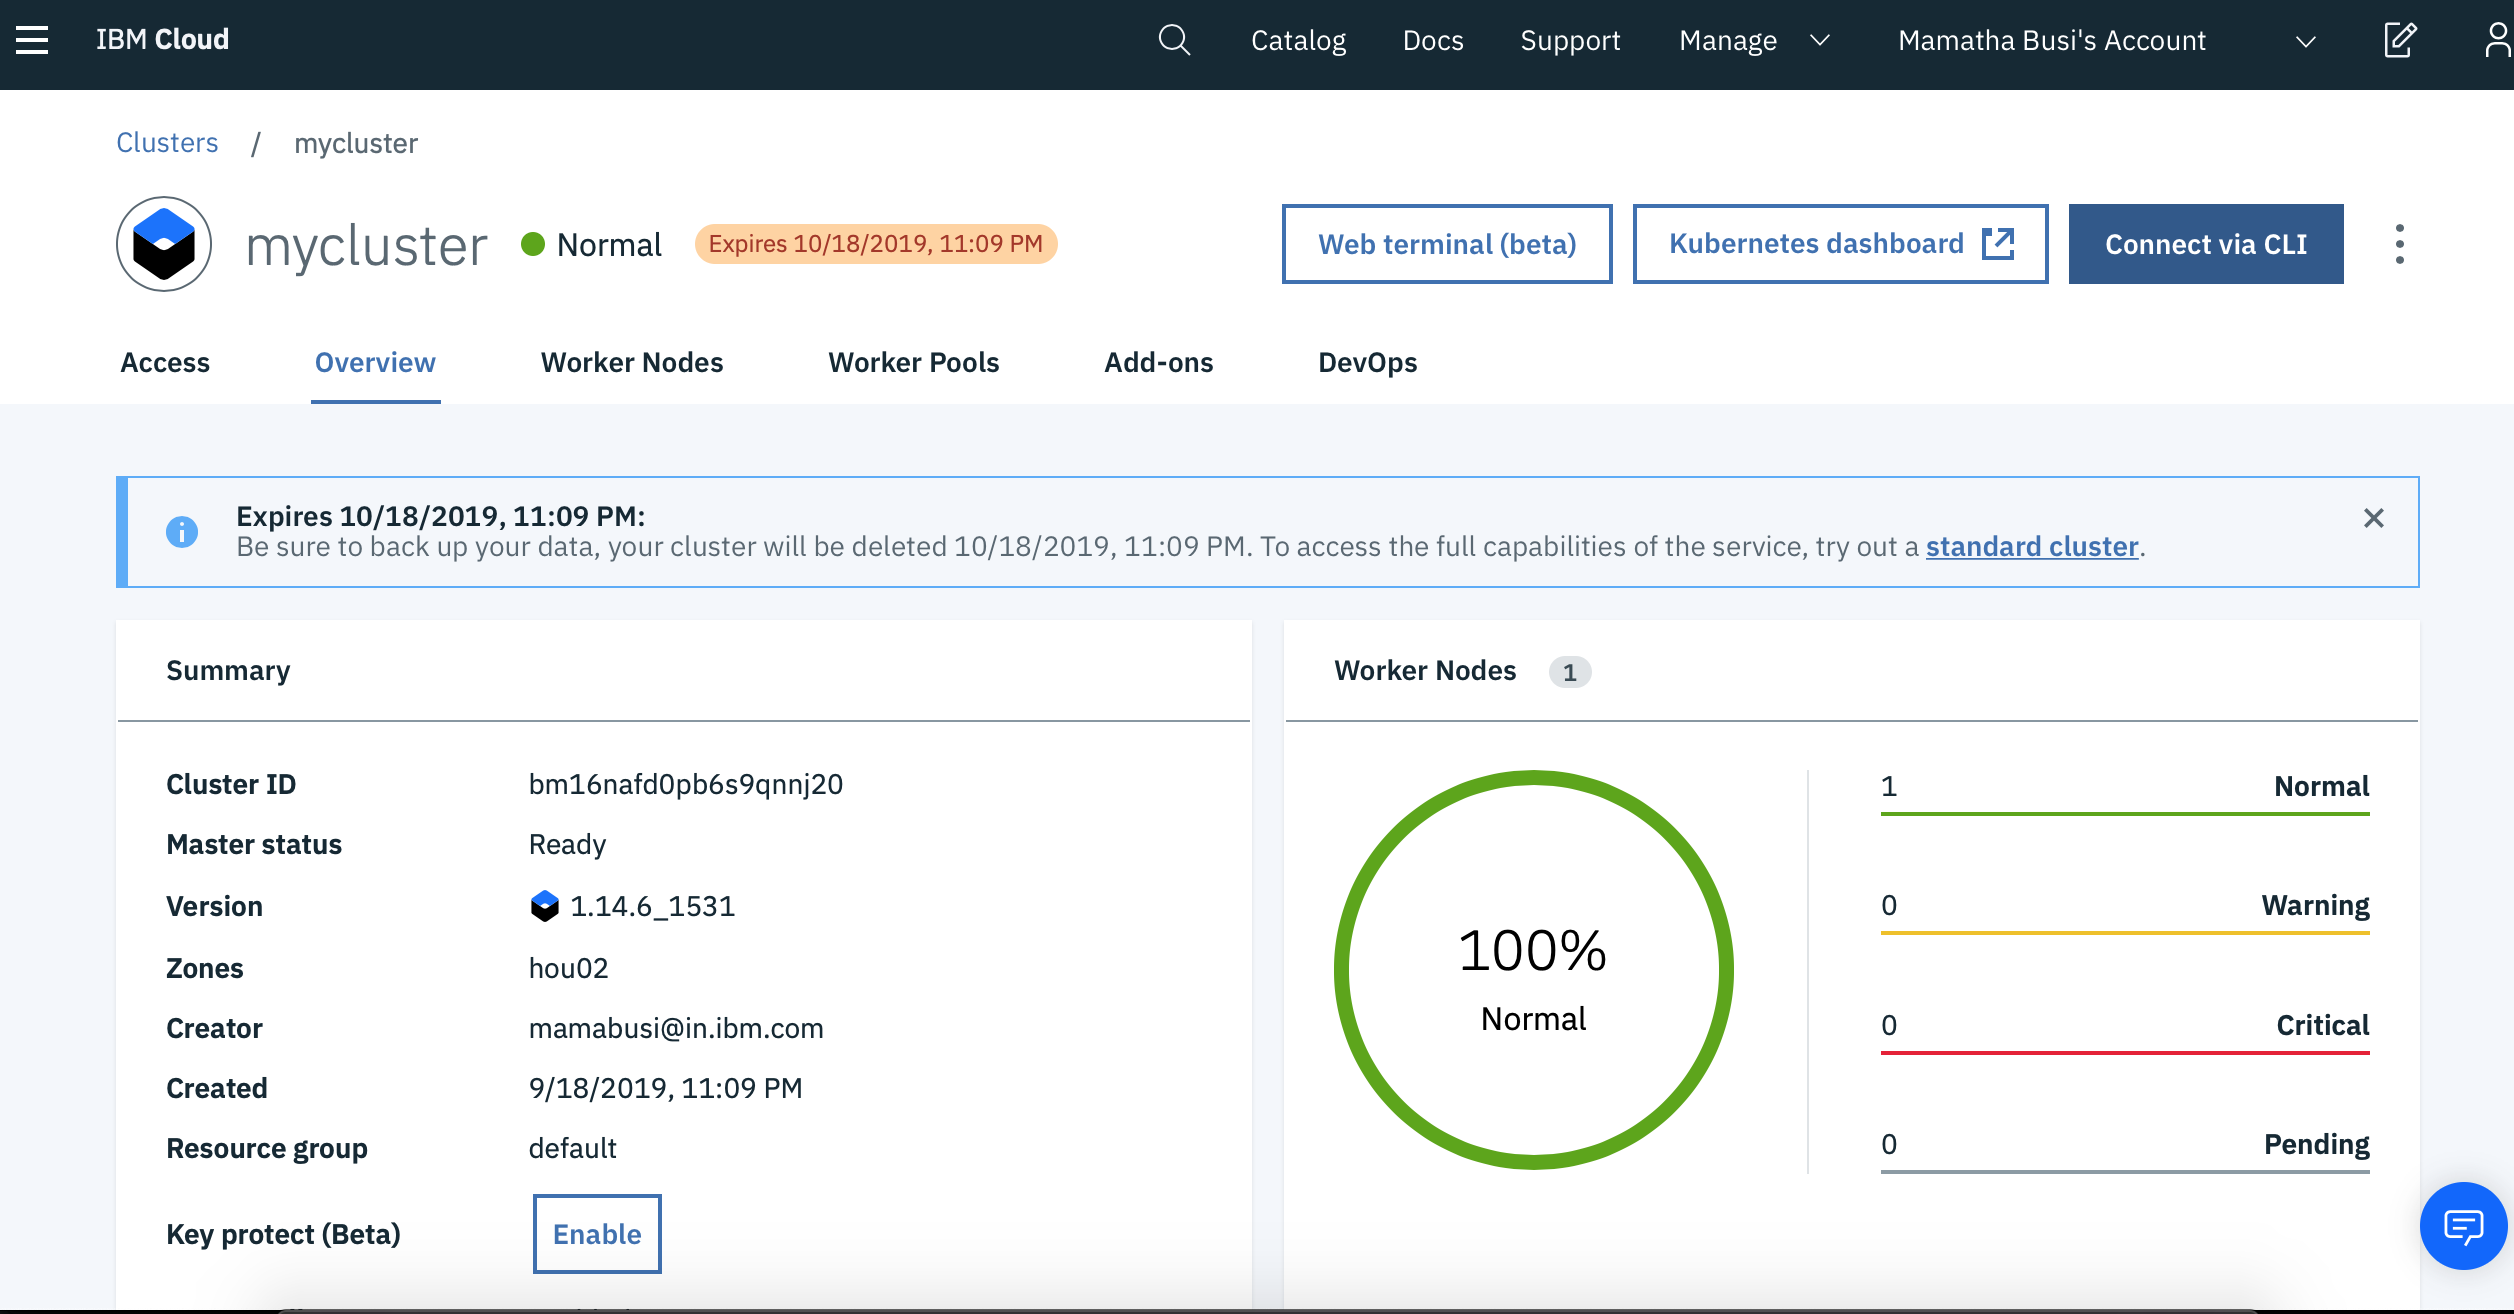 IBM Cloud
Catalog Docs Support Manage Mamatha Busi's Account
Clusters / mycluster
mycluster Normal Expires 10/18/2019, 11:09 PM Web terminal (beta) Kubernetes dashboard Connect via CLI
Access Overview Worker Nodes Worker Pools Add-ons DevOps
Expires 10/18/2019, 11:09 PM:
Be sure to back up your data, your cluster will be deleted 10/18/2019, 11:09 PM. To access the full capabilities of the service, try out a standard cluster.
Summary
Cluster ID bm16nafd0pb6s9qnnj20
Master status Ready
Version 1.14.6_1531
Zones hou02
Creator mamabusi@in.ibm.com
Created 9/18/2019, 11:09 PM
Resource group default
Key protect (Beta) Enable
Worker Nodes 1
100%
Normal
1 Normal
0 Warning
0 Critical
0 Pending